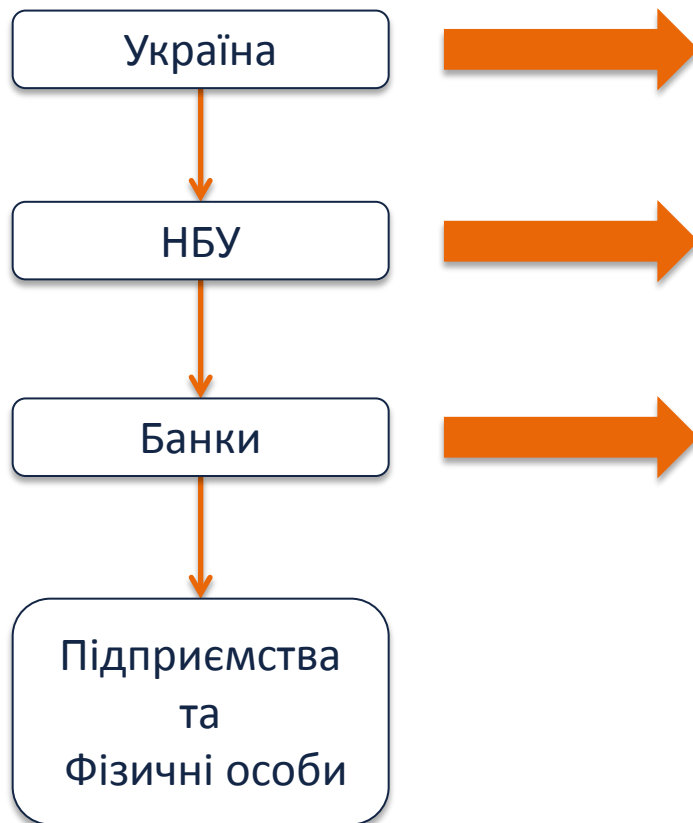 Україна
НБУ
Банки
Підприємства
та
Фізичні особи